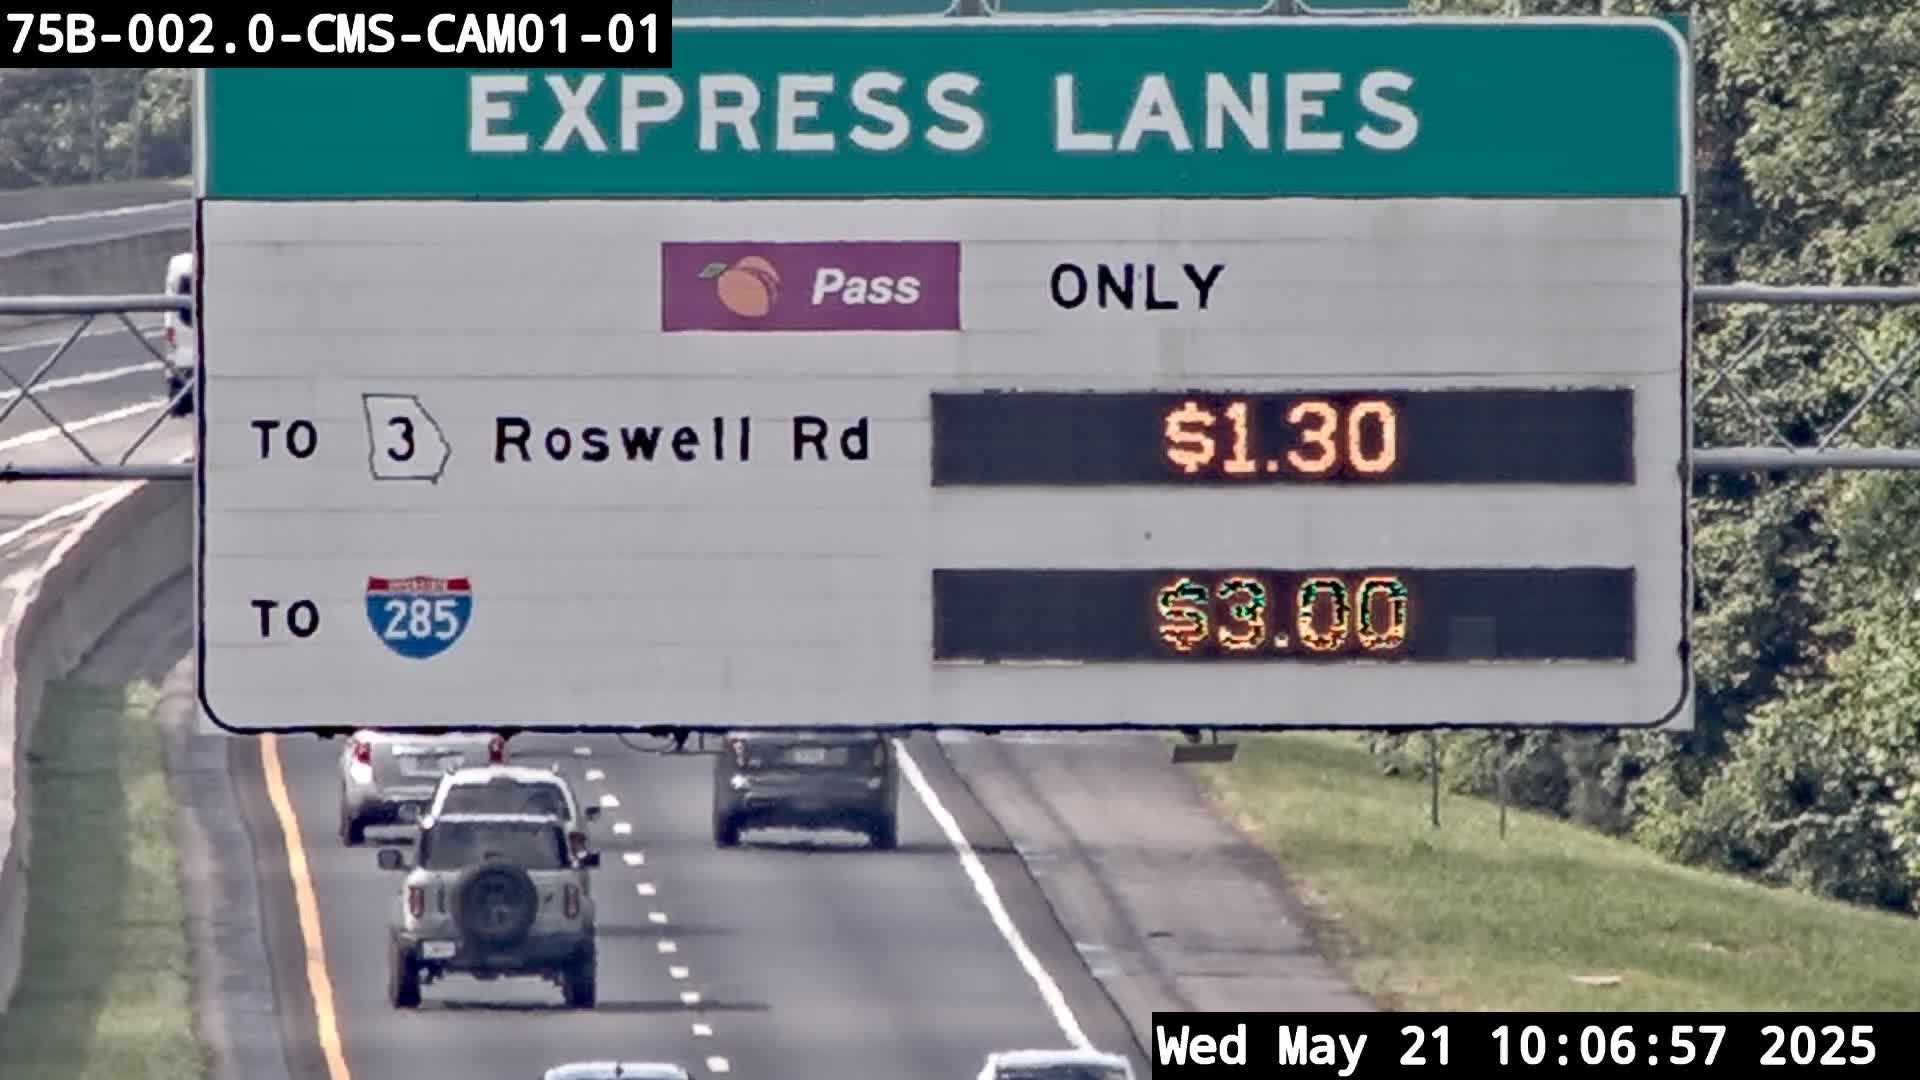 75B-002.0-CMS-CAM01-01
EXPRESS LANES
Pass ONLY
TO 3 Roswell Rd $1.30
TO 285 $3.00
Wed May 21 10:06:57 2025